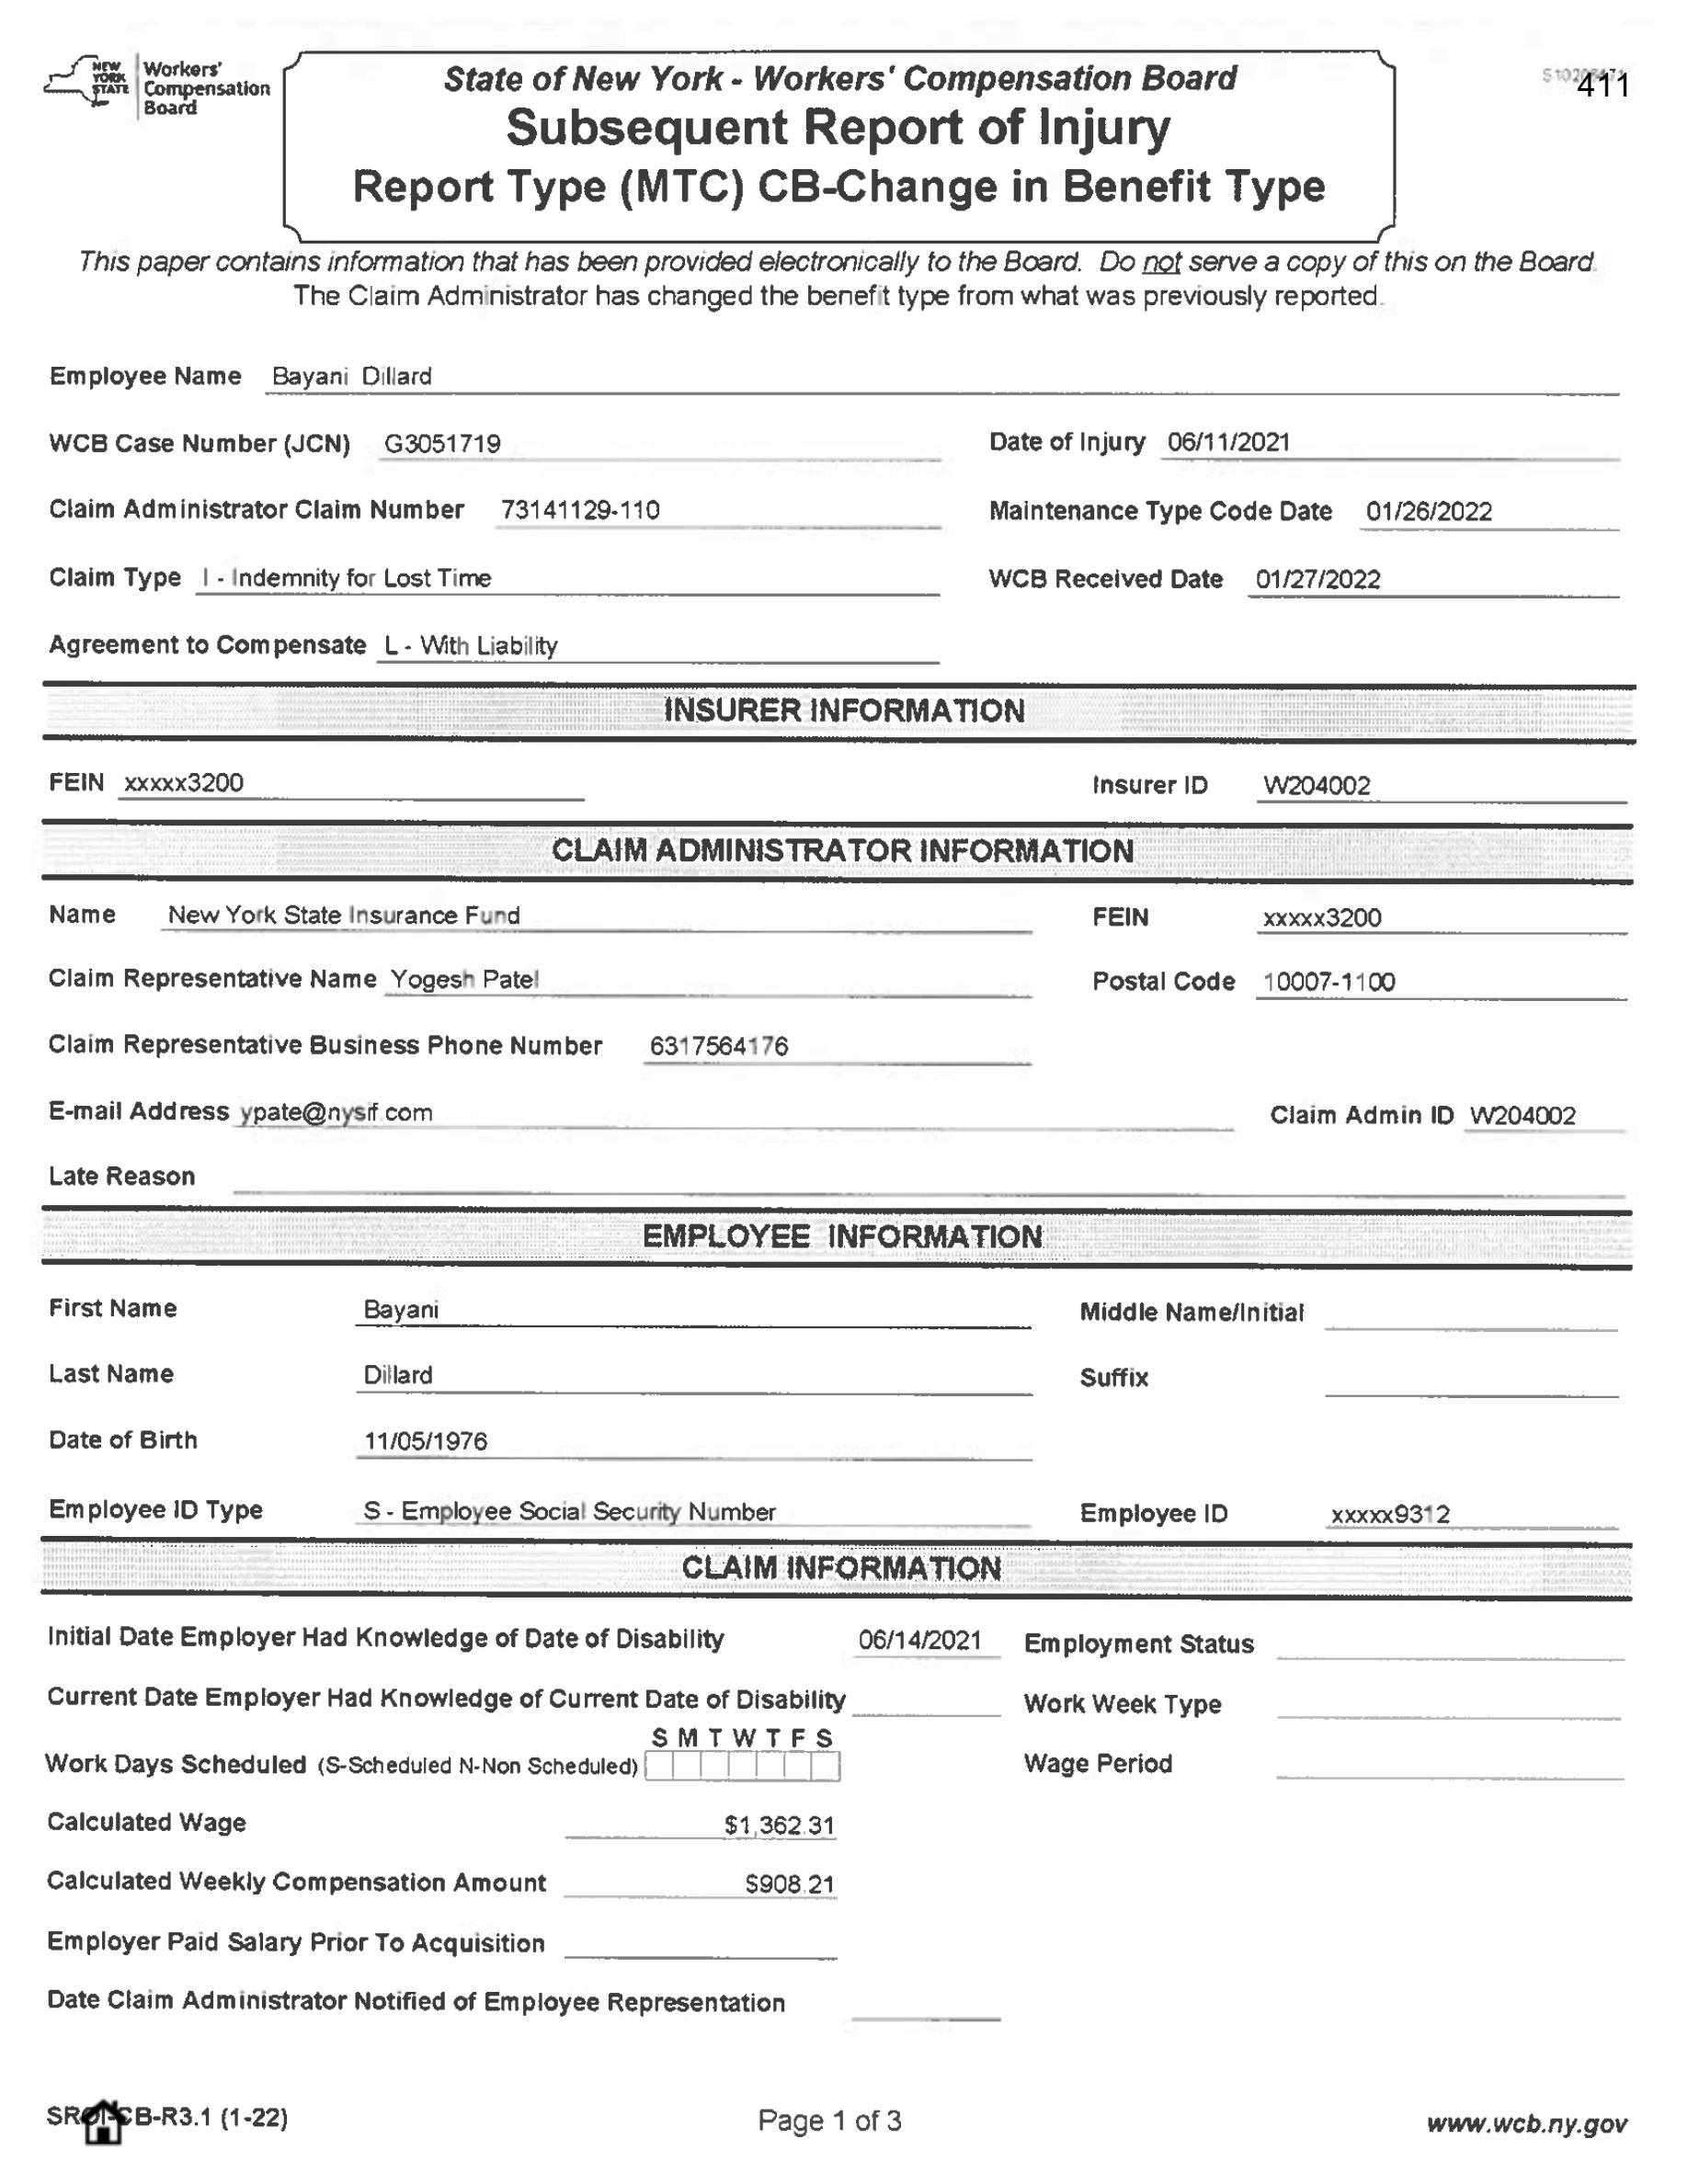 NEW YORK STATE Workers' Compensation Board
State of New York - Workers' Compensation Board
411
Subsequent Report of Injury
Report Type (MTC) CB-Change in Benefit Type
This paper contains information that has been provided electronically to the Board. Do not serve a copy of this on the Board.
The Claim Administrator has changed the benefit type from what was previously reported.
Employee Name Bayani Dillard
WCB Case Number (JCN) G3051719 Date of Injury 06/11/2021
Claim Administrator Claim Number 73141129-110 Maintenance Type Code Date 01/26/2022
Claim Type I - Indemnity for Lost Time WCB Received Date 01/27/2022
Agreement to Compensate L - With Liability
INSURER INFORMATION
FEIN xxxxx3200 Insurer ID W204002
CLAIM ADMINISTRATOR INFORMATION
Name New York State Insurance Fund FEIN xxxxx3200
Claim Representative Name Yogesh Patel Postal Code 10007-1100
Claim Representative Business Phone Number 6317564176
E-mail Address ypate@nysif.com Claim Admin ID W204002
Late Reason
EMPLOYEE INFORMATION
First Name Bayani Middle Name/Initial
Last Name Dillard Suffix
Date of Birth 11/05/1976
Employee ID Type S - Employee Social Security Number Employee ID xxxxx9312
CLAIM INFORMATION
Initial Date Employer Had Knowledge of Date of Disability 06/14/2021 Employment Status
Current Date Employer Had Knowledge of Current Date of Disability Work Week Type
S M T W T F S
Work Days Scheduled (S-Scheduled N-Non Scheduled) Wage Period
Calculated Wage $1,362.31
Calculated Weekly Compensation Amount $908.21
Employer Paid Salary Prior To Acquisition
Date Claim Administrator Notified of Employee Representation
SROI-CB-R3.1 (1-22) Page 1 of 3 www.wcb.ny.gov